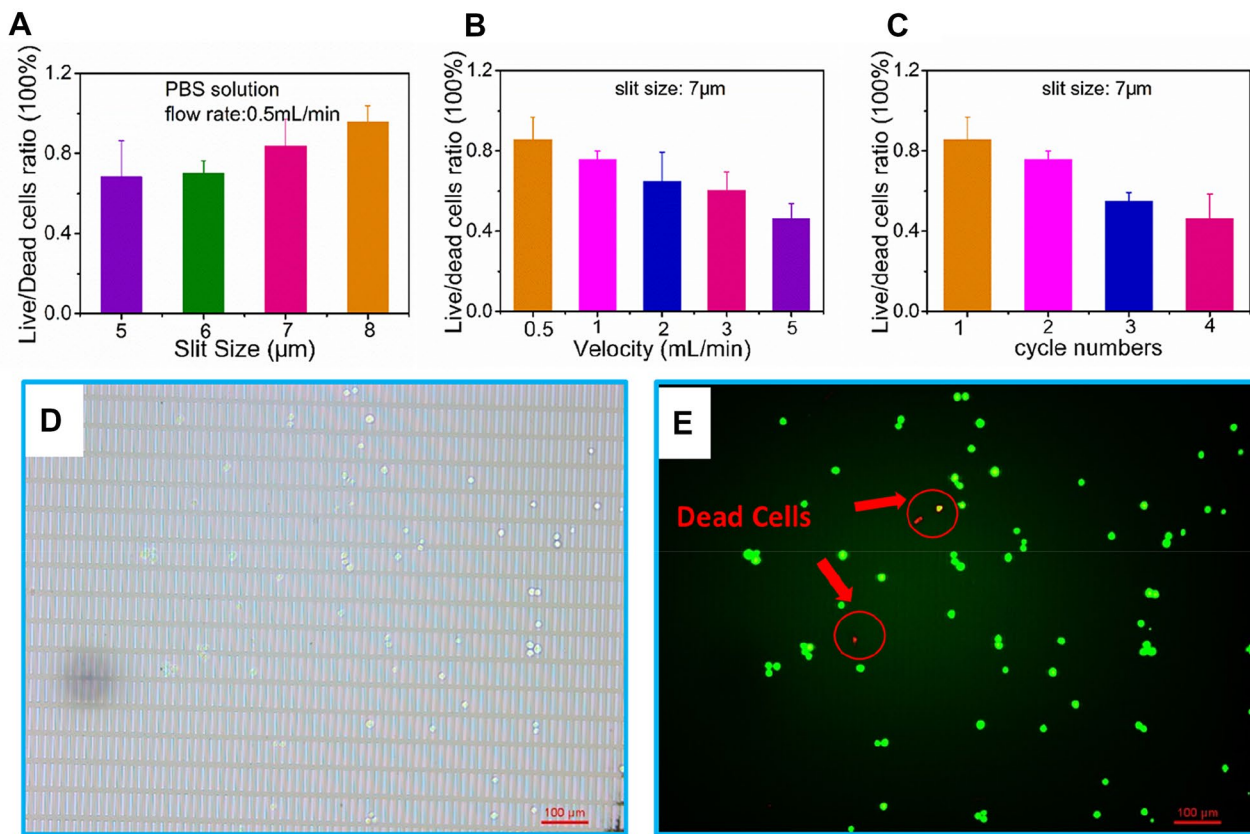 A
B
C
Live/Dead cells ratio (100%)
1.2
0.8
0.4
0.0
PBS solution
flow rate:0.5mL/min
5
6
7
8
Slit Size (μm)
Live/dead cells ratio (100%)
1.2
0.8
0.4
0.0
slit size: 7μm
0.5
1
2
3
5
Velocity (mL/min)
Live/dead cells ratio (100%)
1.2
0.8
0.4
0.0
slit size: 7μm
1
2
3
4
cycle numbers
D
100 μm
E
Dead Cells
100 μm